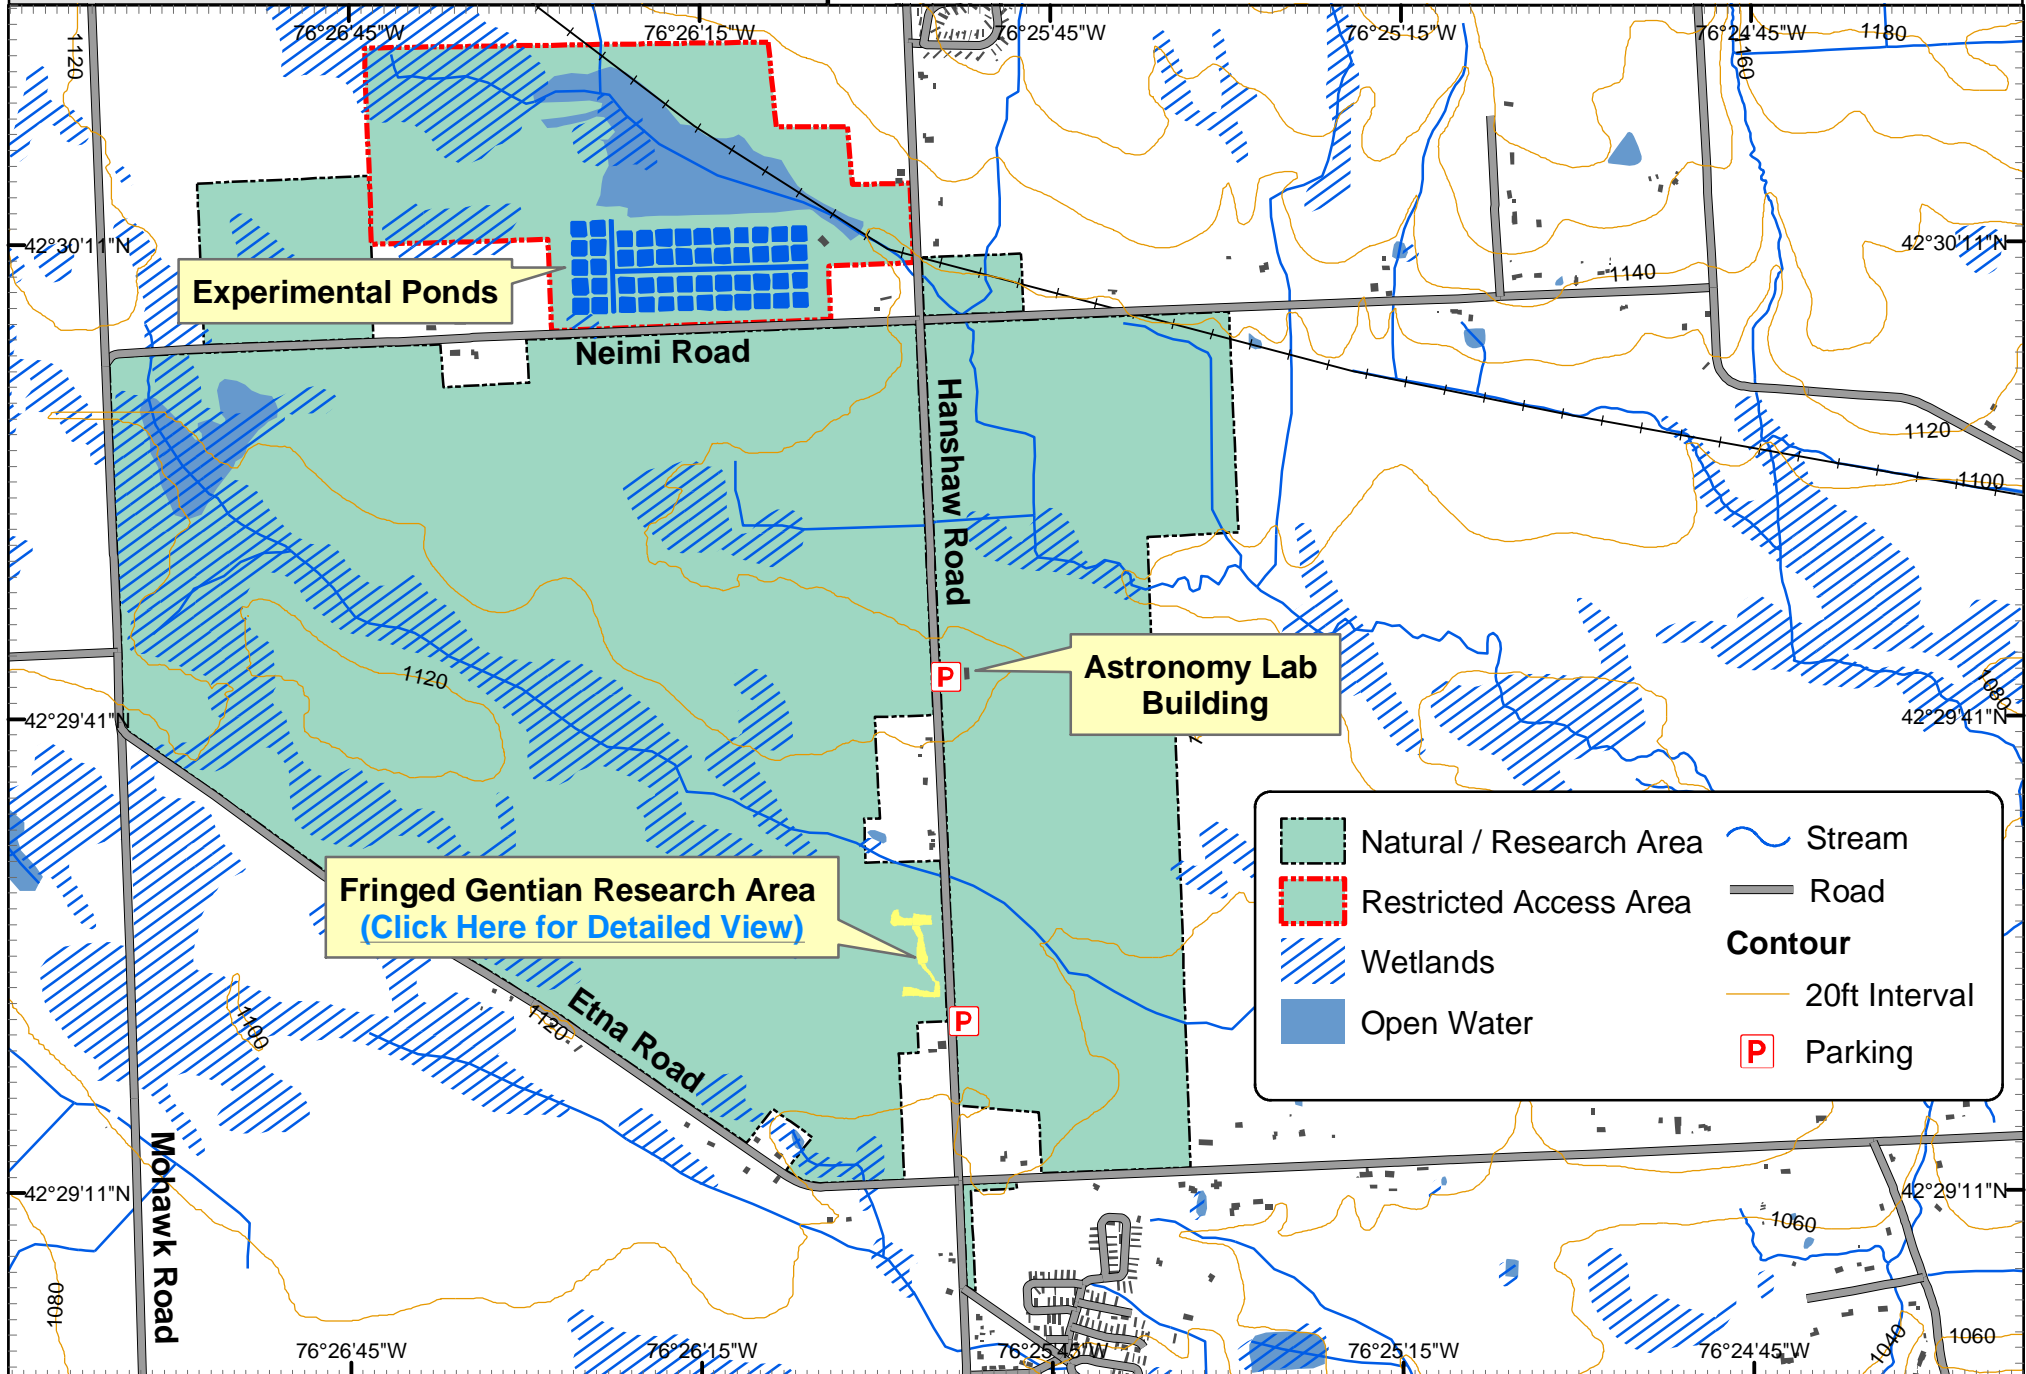 76°26'45"W
76°26'15"W
76°25'45"W
76°25'15"W
76°24'45"W
1180
1120
1160
42°30'11"N
42°30'11"N
1140
Experimental Ponds
Neimi Road
Hanshaw Road
1120
1100
1120
Astronomy Lab
Building
P
1080
42°29'41"N
42°29'41"N
Natural / Research Area
Restricted Access Area
Wetlands
Open Water
Stream
Road
Contour
20ft Interval
P
Parking
Fringed Gentian Research Area
(Click Here for Detailed View)
1100
1120
Etna Road
P
Mohawk Road
42°29'11"N
42°29'11"N
1060
1080
1040
1060
76°26'45"W
76°26'15"W
76°25'45"W
76°25'15"W
76°24'45"W